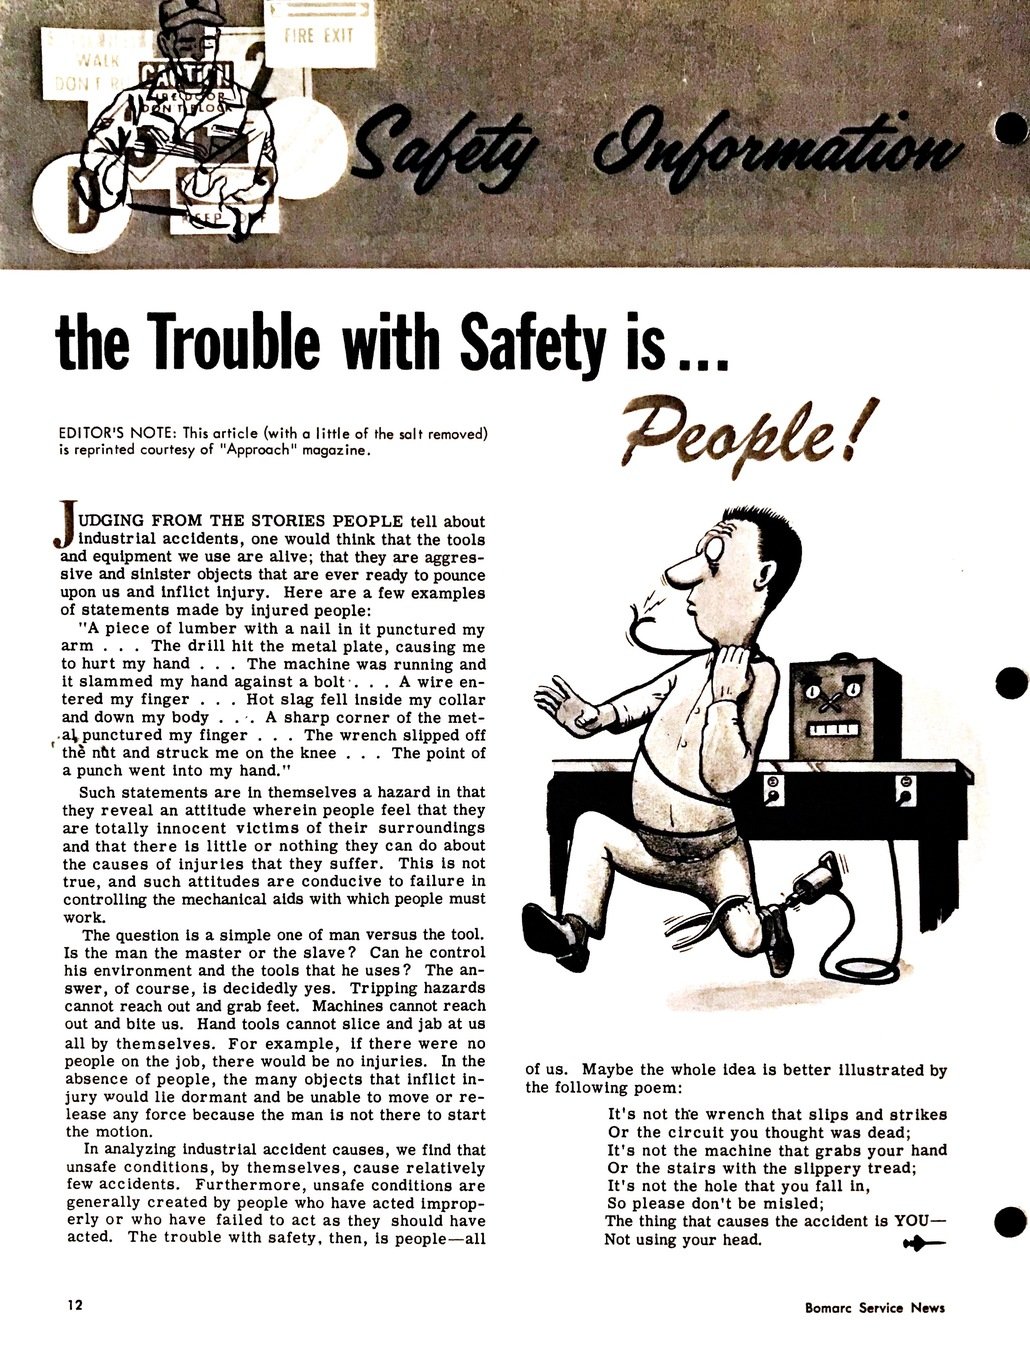 FIRE EXIT
WALK
DON'T RU
CAUTION
FIRE DOOR
DON'T BLOCK
D
KEEP OFF
Safety Information
the Trouble with Safety is...
People!
EDITOR'S NOTE: This article (with a little of the salt removed)
is reprinted courtesy of "Approach" magazine.
JUDGING FROM THE STORIES PEOPLE tell about
industrial accidents, one would think that the tools
and equipment we use are alive; that they are aggres-
sive and sinister objects that are ever ready to pounce
upon us and inflict injury. Here are a few examples
of statements made by injured people:
"A piece of lumber with a nail in it punctured my
arm . . . The drill hit the metal plate, causing me
to hurt my hand . . . The machine was running and
it slammed my hand against a bolt . . . A wire en-
tered my finger . . . Hot slag fell inside my collar
and down my body . . . A sharp corner of the met-
al punctured my finger . . . The wrench slipped off
the nut and struck me on the knee . . . The point of
a punch went into my hand."
Such statements are in themselves a hazard in that
they reveal an attitude wherein people feel that they
are totally innocent victims of their surroundings
and that there is little or nothing they can do about
the causes of injuries that they suffer. This is not
true, and such attitudes are conducive to failure in
controlling the mechanical aids with which people must
work.
The question is a simple one of man versus the tool.
Is the man the master or the slave? Can he control
his environment and the tools that he uses? The an-
swer, of course, is decidedly yes. Tripping hazards
cannot reach out and grab feet. Machines cannot reach
out and bite us. Hand tools cannot slice and jab at us
all by themselves. For example, if there were no
people on the job, there would be no injuries. In the
absence of people, the many objects that inflict in-
jury would lie dormant and be unable to move or re-
lease any force because the man is not there to start
the motion.
In analyzing industrial accident causes, we find that
unsafe conditions, by themselves, cause relatively
few accidents. Furthermore, unsafe conditions are
generally created by people who have acted improp-
erly or who have failed to act as they should have
acted. The trouble with safety, then, is people—all
of us. Maybe the whole idea is better illustrated by
the following poem:
It's not the wrench that slips and strikes
Or the circuit you thought was dead;
It's not the machine that grabs your hand
Or the stairs with the slippery tread;
It's not the hole that you fall in,
So please don't be misled;
The thing that causes the accident is YOU—
Not using your head.
12
Bomarc Service News